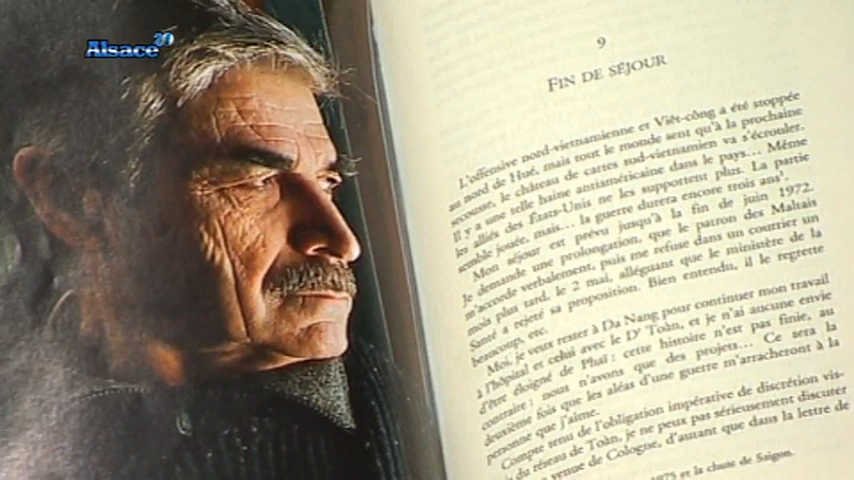 Alsace 20
9
FIN DE SÉJOUR
L'offensive nord-vietnamienne et Viêt-công a été stoppée
au nord de Hué, mais tout le monde sent qu'à la prochaine
secousse, le château de cartes sud-vietnamien va s'écrouler.
Il y a une telle haine antiaméricaine dans le pays... Même
les alliés des États-Unis ne les supportent plus. La partie
semble jouée, mais... la guerre durera encore trois ans¹.
Mon séjour est prévu jusqu'à la fin de juin 1972.
Je demande une prolongation, que le patron des Maltais
m'accorde verbalement, puis me refuse dans un courrier un
mois plus tard, le 2 mai, alléguant que le ministère de la
Santé a rejeté sa proposition. Bien entendu, il le regrette
beaucoup, etc.
Moi, je veux rester à Da Nang pour continuer mon travail
à l'hôpital et celui avec le Dr Toàn, et je n'ai aucune envie
d'être éloigné de Phaï : cette histoire n'est pas finie, au
contraire : nous n'avons que des projets... Ce sera la
deuxième fois que les aléas d'une guerre m'arracheront à la
personne que j'aime.
Compte tenu de l'obligation impérative de discrétion vis-
du réseau de Toàn, je ne peux pas sérieusement discuter
venue de Cologne, d'autant que dans la lettre de
1975 et la chute de Saigon.